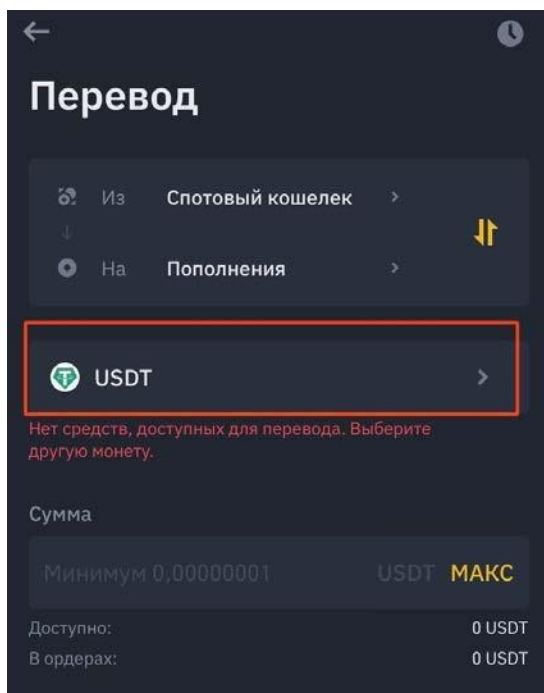 Перевод
Из Спотовый кошелек
На Пополнения
USDT
Нет средств, доступных для перевода. Выберите
другую монету.
Сумма
Минимум 0,00000001 USDT МАКС
Доступно: 0 USDT
В ордерах: 0 USDT